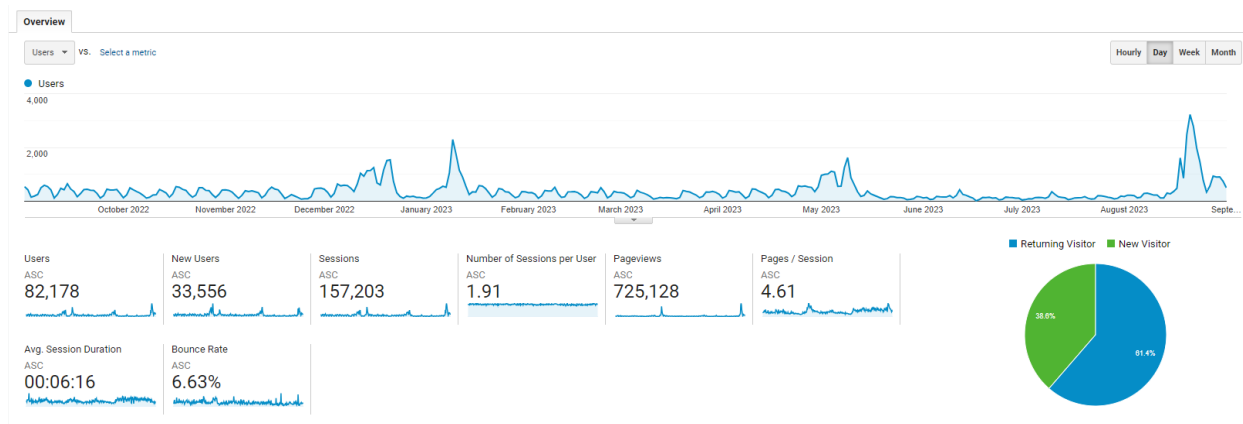 Overview
Users VS. Select a metric
Hourly Day Week Month
Users
4,000
2,000
October 2022 November 2022 December 2022 January 2023 February 2023 March 2023 April 2023 May 2023 June 2023 July 2023 August 2023 Septe...
Returning Visitor New Visitor
Users New Users Sessions Number of Sessions per User Pageviews Pages / Session
ASC ASC ASC ASC ASC ASC
82,178 33,556 157,203 1.91 725,128 4.61
38.6%
61.4%
Avg. Session Duration Bounce Rate
ASC ASC
00:06:16 6.63%